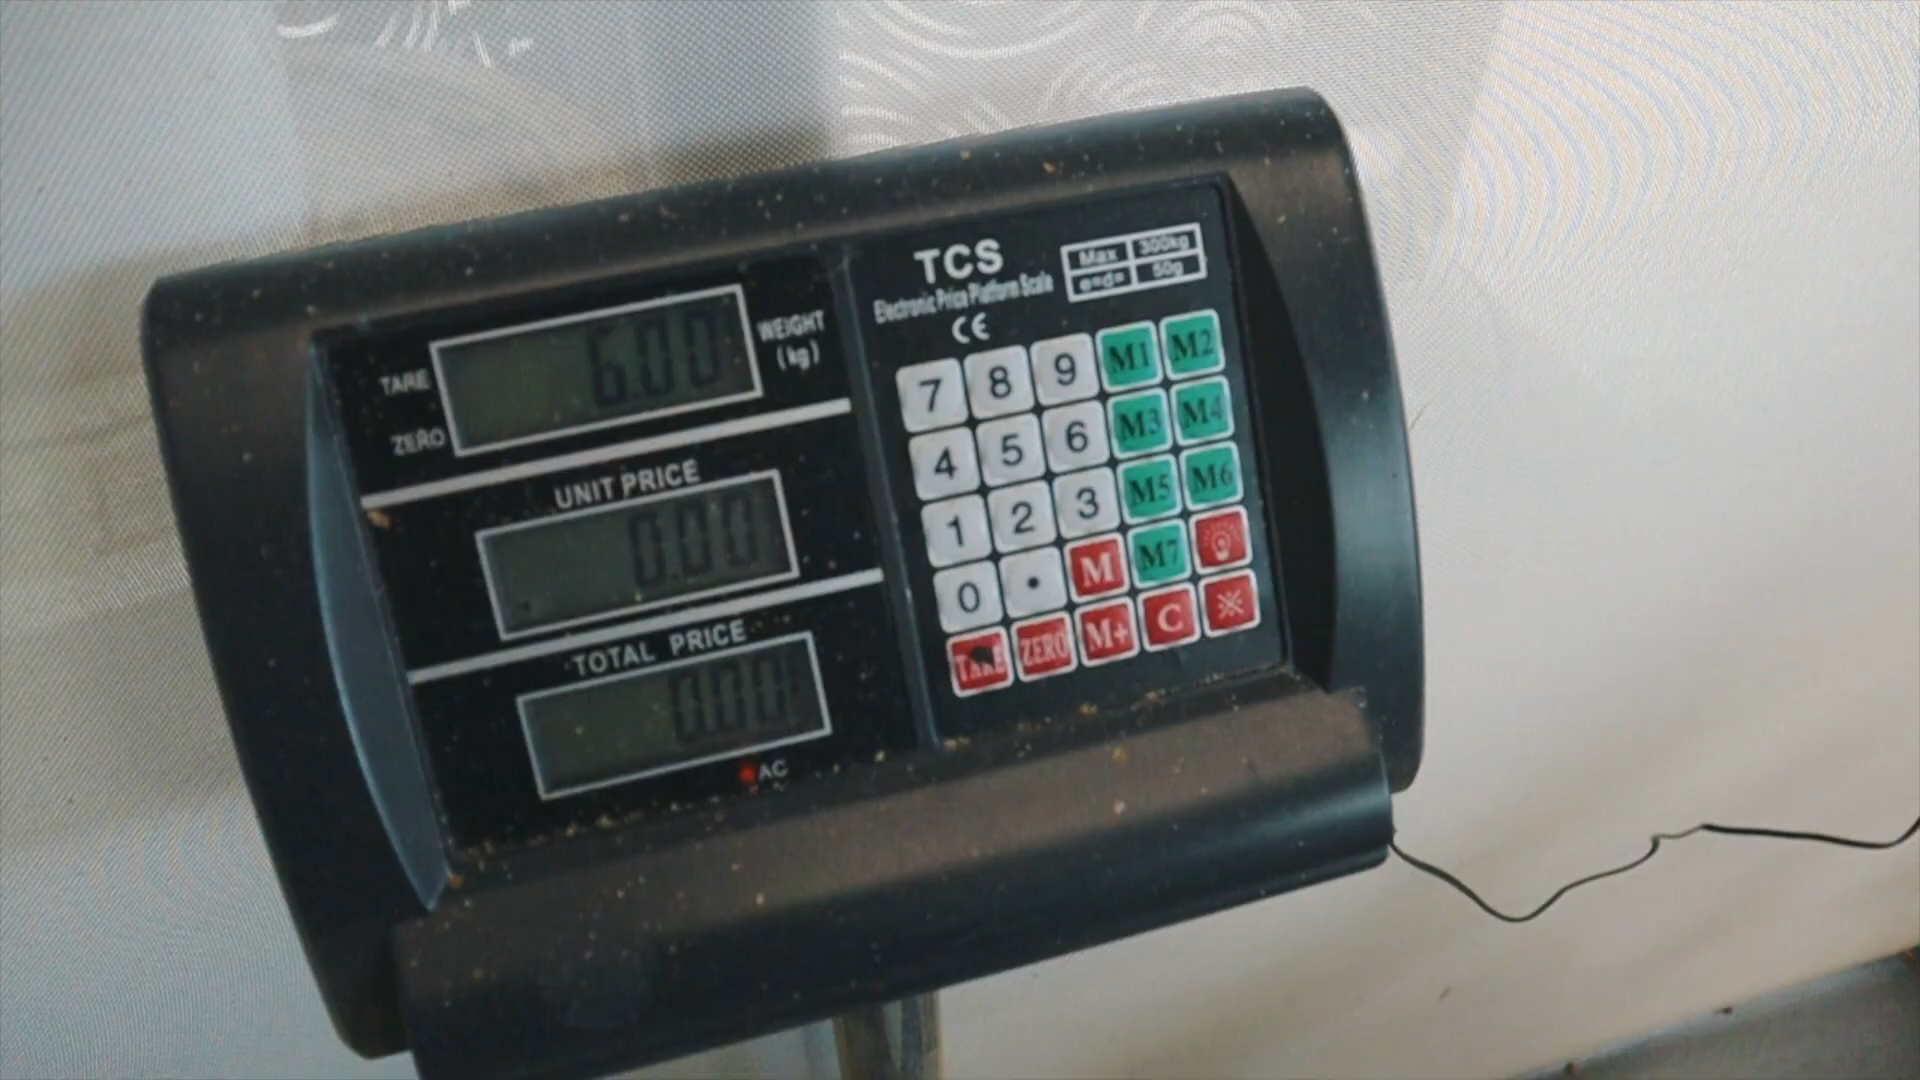 TCS
Electronic Price Platform Scale
CE
Max 300kg
e=d= 50g
TARE
ZERO
6.00
WEIGHT
(kg)
UNIT PRICE
0.00
TOTAL PRICE
0.00
AC
7 8 9 M1 M2
4 5 6 M3 M4
1 2 3 M5 M6
0 . M M7
TARE ZERO M+ C ※